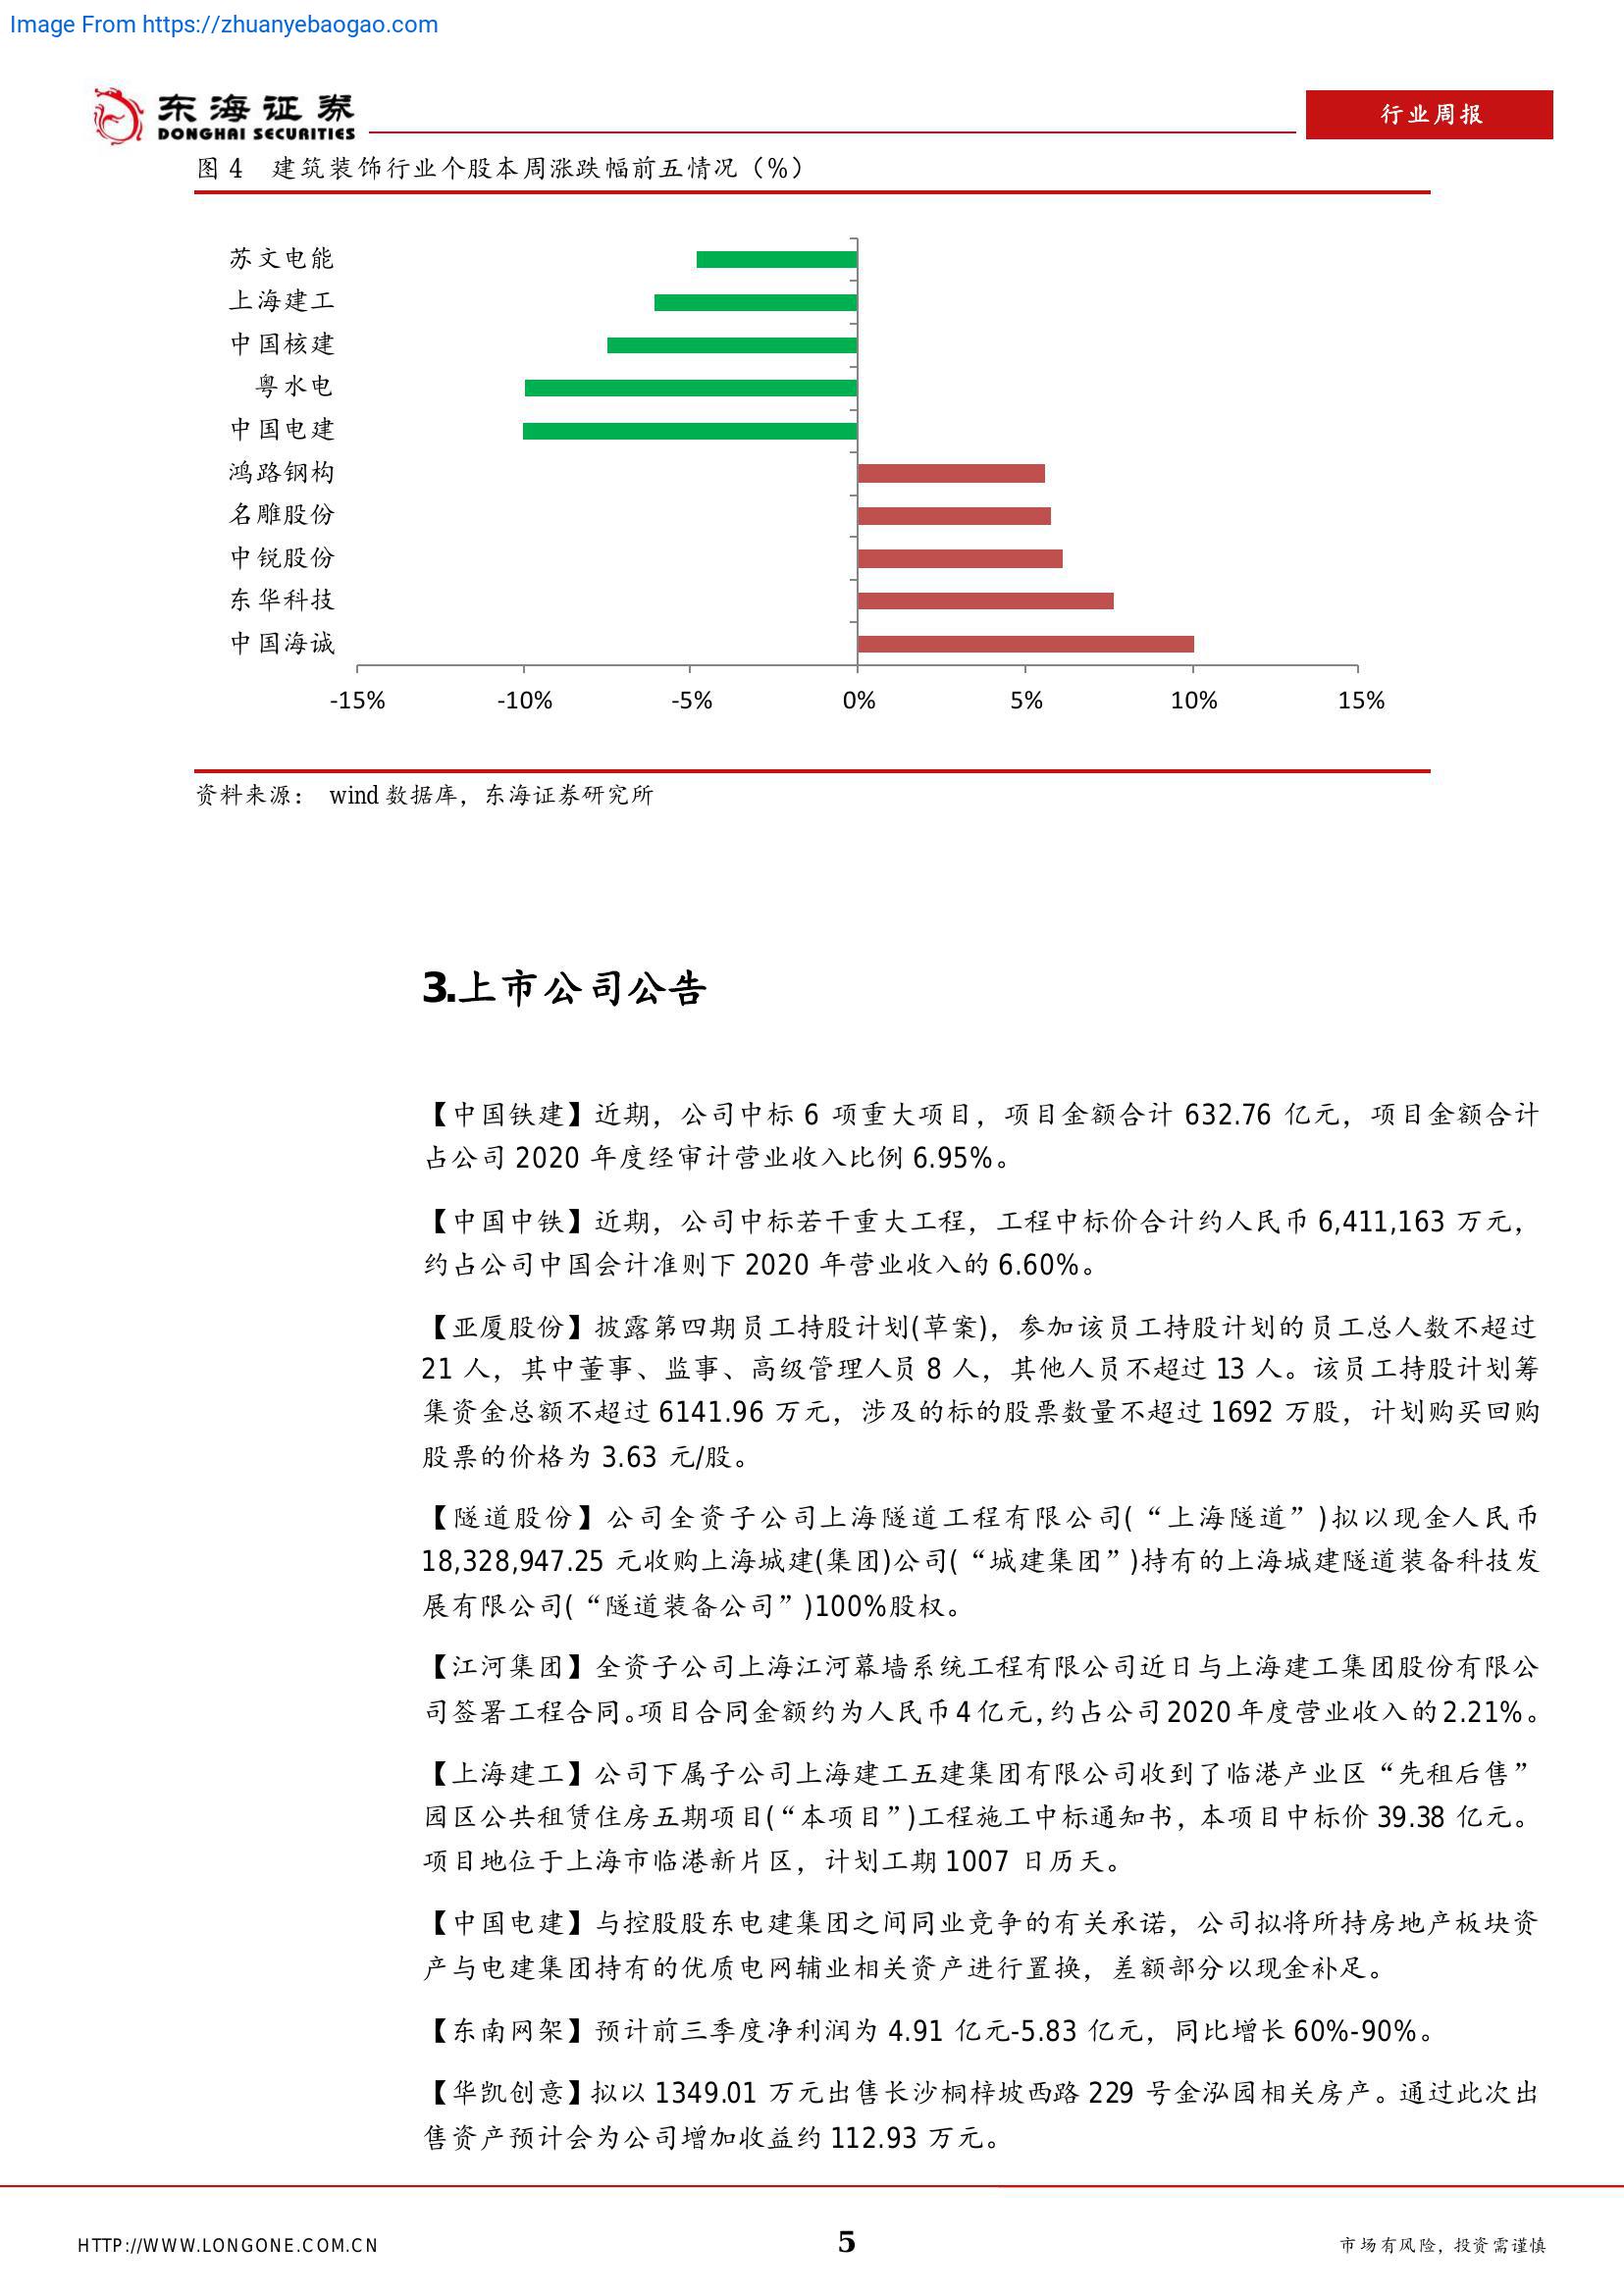 Image From https://zhuanyebaogao.com
东海证券
DONGHAI SECURITIES
行业周报
图 4 建筑装饰行业个股本周涨跌幅前五情况（%）
苏文电能
上海建工
中国核建
粤水电
中国电建
鸿路钢构
名雕股份
中锐股份
东华科技
中国海诚
-15% -10% -5% 0% 5% 10% 15%
资料来源： wind 数据库，东海证券研究所
3.上市公司公告
【中国铁建】近期，公司中标 6 项重大项目，项目金额合计 632.76 亿元，项目金额合计
占公司 2020 年度经审计营业收入比例 6.95%。
【中国中铁】近期，公司中标若干重大工程，工程中标价合计约人民币 6,411,163 万元，
约占公司中国会计准则下 2020 年营业收入的 6.60%。
【亚厦股份】披露第四期员工持股计划(草案)，参加该员工持股计划的员工总人数不超过
21 人，其中董事、监事、高级管理人员 8 人，其他人员不超过 13 人。该员工持股计划筹
集资金总额不超过 6141.96 万元，涉及的标的股票数量不超过 1692 万股，计划购买回购
股票的价格为 3.63 元/股。
【隧道股份】公司全资子公司上海隧道工程有限公司(“上海隧道”)拟以现金人民币
18,328,947.25 元收购上海城建(集团)公司(“城建集团”)持有的上海城建隧道装备科技发
展有限公司(“隧道装备公司”)100%股权。
【江河集团】全资子公司上海江河幕墙系统工程有限公司近日与上海建工集团股份有限公
司签署工程合同。项目合同金额约为人民币 4 亿元，约占公司 2020 年度营业收入的 2.21%。
【上海建工】公司下属子公司上海建工五建集团有限公司收到了临港产业区“先租后售”
园区公共租赁住房五期项目(“本项目”)工程施工中标通知书，本项目中标价 39.38 亿元。
项目地位于上海市临港新片区，计划工期 1007 日历天。
【中国电建】与控股股东电建集团之间同业竞争的有关承诺，公司拟将所持房地产板块资
产与电建集团持有的优质电网辅业相关资产进行置换，差额部分以现金补足。
【东南网架】预计前三季度净利润为 4.91 亿元-5.83 亿元，同比增长 60%-90%。
【华凯创意】拟以 1349.01 万元出售长沙桐梓坡西路 229 号金泓园相关房产。通过此次出
售资产预计会为公司增加收益约 112.93 万元。
HTTP://WWW.LONGONE.COM.CN 5 市场有风险，投资需谨慎